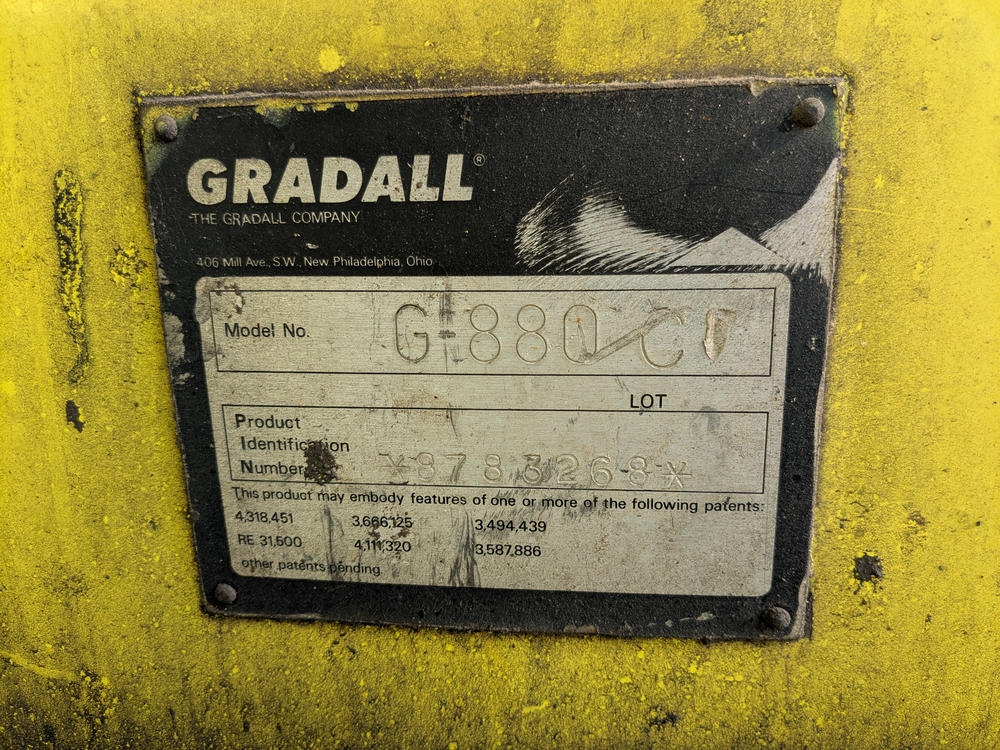 GRADALL®
THE GRADALL COMPANY
406 Mill Ave., S.W., New Philadelphia, Ohio
Model No. G-880 C
LOT
Product
Identification
Number *8783268*
This product may embody features of one or more of the following patents:
4,318,451 3,666,125 3,494,439
RE 31,500 4,111,320 3,587,886
other patents pending